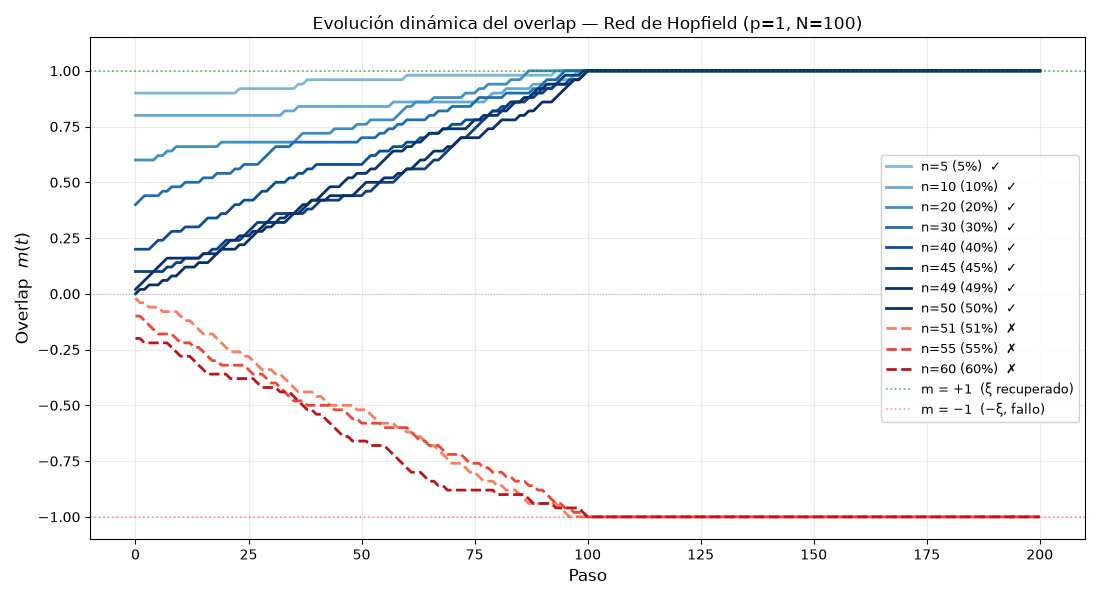 Evolución dinámica del overlap — Red de Hopfield (p=1, N=100)
Overlap m(t)
1.00
0.75
0.50
0.25
0.00
−0.25
−0.50
−0.75
−1.00
n=5 (5%) ✓
n=10 (10%) ✓
n=20 (20%) ✓
n=30 (30%) ✓
n=40 (40%) ✓
n=45 (45%) ✓
n=49 (49%) ✓
n=50 (50%) ✓
n=51 (51%) ✗
n=55 (55%) ✗
n=60 (60%) ✗
m = +1 (ξ recuperado)
m = −1 (−ξ, fallo)
0 25 50 75 100 125 150 175 200
Paso